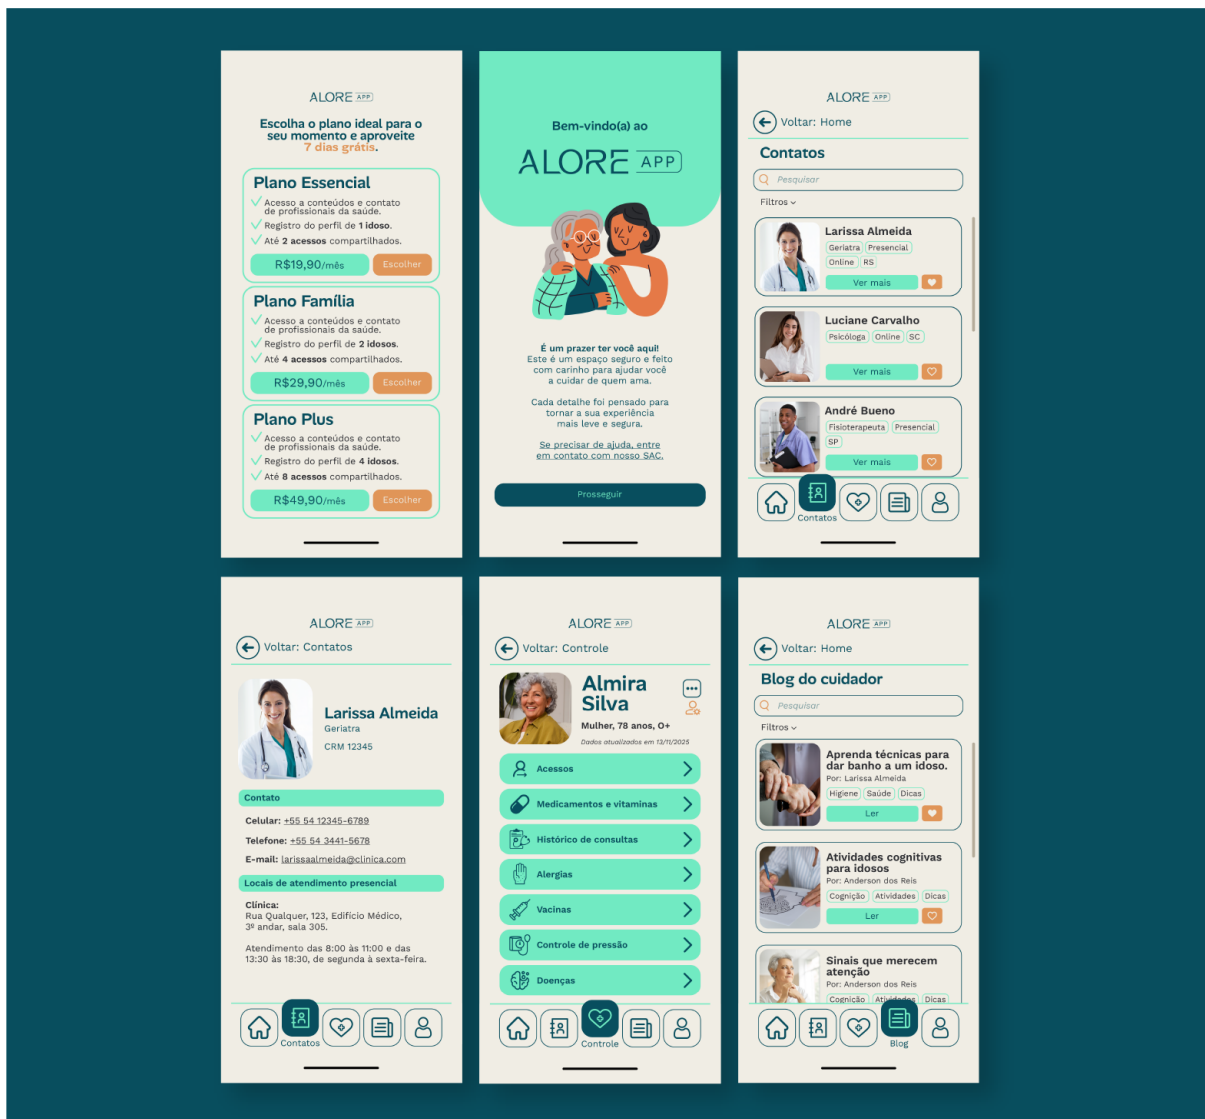 ALORE APP
Escolha o plano ideal para o
seu momento e aproveite
7 dias grátis.
Plano Essencial
Acesso a conteúdos e contato
de profissionais da saúde.
Registro do perfil de 1 idoso.
Até 2 acessos compartilhados.
R$19,90/mês
Escolher
Plano Família
Acesso a conteúdos e contato
de profissionais da saúde.
Registro do perfil de 2 idosos.
Até 4 acessos compartilhados.
R$29,90/mês
Escolher
Plano Plus
Acesso a conteúdos e contato
de profissionais da saúde.
Registro do perfil de 4 idosos.
Até 8 acessos compartilhados.
R$49,90/mês
Escolher
Bem-vindo(a) ao
ALORE APP
É um prazer ter você aqui!
Este é um espaço seguro e feito
com carinho para ajudar você
a cuidar de quem ama.
Cada detalhe foi pensado para
tornar a sua experiência
mais leve e segura.
Se precisar de ajuda, entre
em contato com nosso SAC.
Prosseguir
ALORE APP
Voltar: Home
Contatos
Pesquisar
Filtros
Larissa Almeida
Geriatra Presencial
Online RS
Ver mais
Luciane Carvalho
Psicóloga Online SC
Ver mais
André Bueno
Fisioterapeuta Presencial
SP
Ver mais
Contatos
ALORE APP
Voltar: Contatos
Larissa Almeida
Geriatra
CRM 12345
Contato
Celular: +55 54 12345-6789
Telefone: +55 54 3441-5678
E-mail: larissaalmeida@clinica.com
Locais de atendimento presencial
Clínica:
Rua Qualquer, 123, Edifício Médico,
3º andar, sala 305.
Atendimento das 8:00 às 11:00 e das
13:30 às 18:30, de segunda à sexta-feira.
Contatos
ALORE APP
Voltar: Controle
Almira
Silva
Mulher, 78 anos, O+
Dados atualizados em 13/11/2025
Acessos
Medicamentos e vitaminas
Histórico de consultas
Alergias
Vacinas
Controle de pressão
Doenças
Controle
ALORE APP
Voltar: Home
Blog do cuidador
Pesquisar
Filtros
Aprenda técnicas para
dar banho a um idoso.
Por: Larissa Almeida
Higiene Saúde Dicas
Ler
Atividades cognitivas
para idosos
Por: Anderson dos Reis
Cognição Atividades Dicas
Ler
Sinais que merecem
atenção
Por: Anderson dos Reis
Cognição Atividades Dicas
Blog